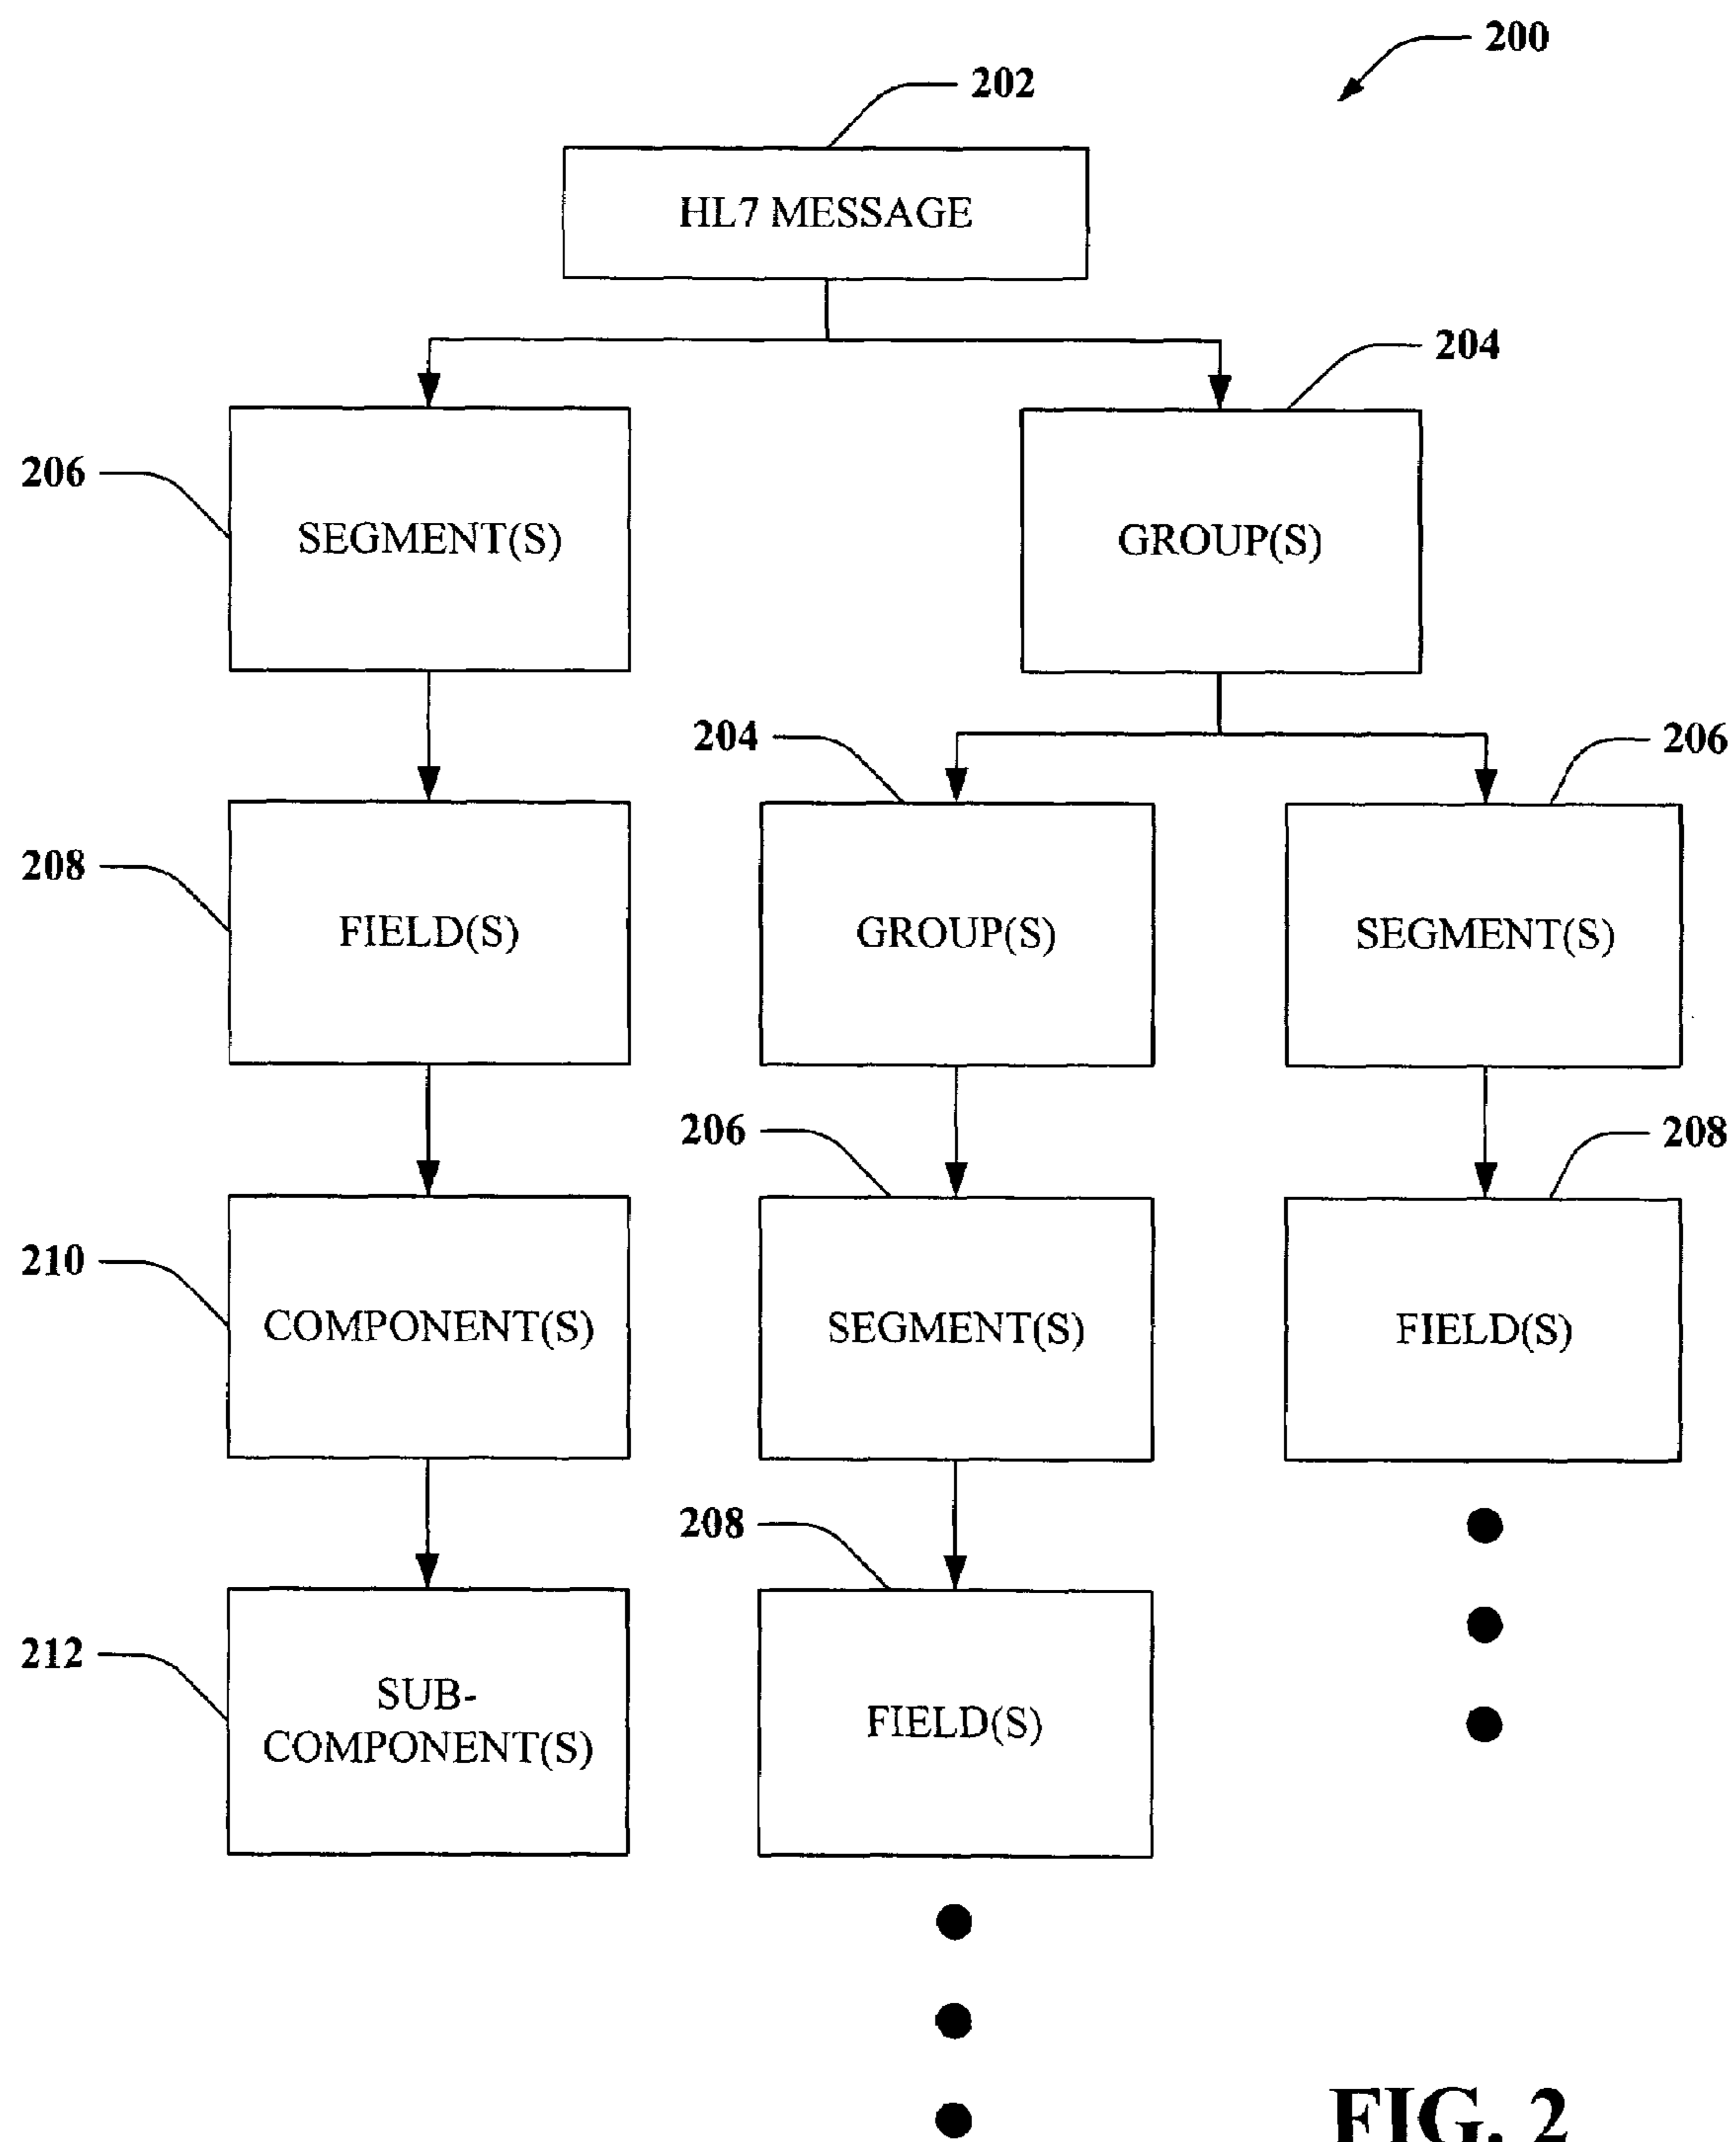 200
202
HL7 MESSAGE
204
206
SEGMENT(S)
GROUP(S)
204
206
208
FIELD(S)
GROUP(S)
SEGMENT(S)
206
208
210
COMPONENT(S)
SEGMENT(S)
FIELD(S)
208
212
SUB-
COMPONENT(S)
FIELD(S)
FIG. 2